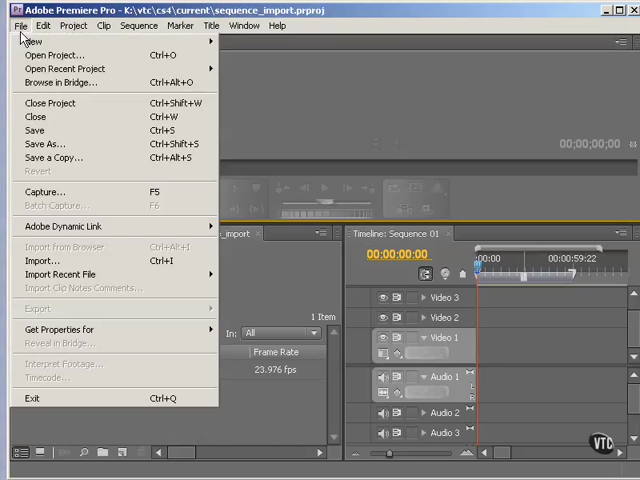 Adobe Premiere Pro - K:\vtc\cs4\current\sequence_import.prproj
File Edit Project Clip Sequence Marker Title Window Help
New
Open Project... Ctrl+O
Open Recent Project
Browse in Bridge... Ctrl+Alt+O
Close Project Ctrl+Shift+W
Close Ctrl+W
Save Ctrl+S
Save As... Ctrl+Shift+S
Save a Copy... Ctrl+Alt+S
Revert
Capture... F5
Batch Capture... F6
Adobe Dynamic Link
Import from Browser Ctrl+Alt+I
Import... Ctrl+I
Import Recent File
Import Clip Notes Comments...
Export
Get Properties for
Reveal in Bridge...
Interpret Footage...
Timecode...
Exit Ctrl+Q
00;00;00;00
_import
1 Item
In: All
Frame Rate
23.976 fps
Timeline: Sequence 01
00:00:00:00
:00:00 00:00:59:22
Video 3
Video 2
Video 1
Audio 1
Audio 2
Audio 3
VTC